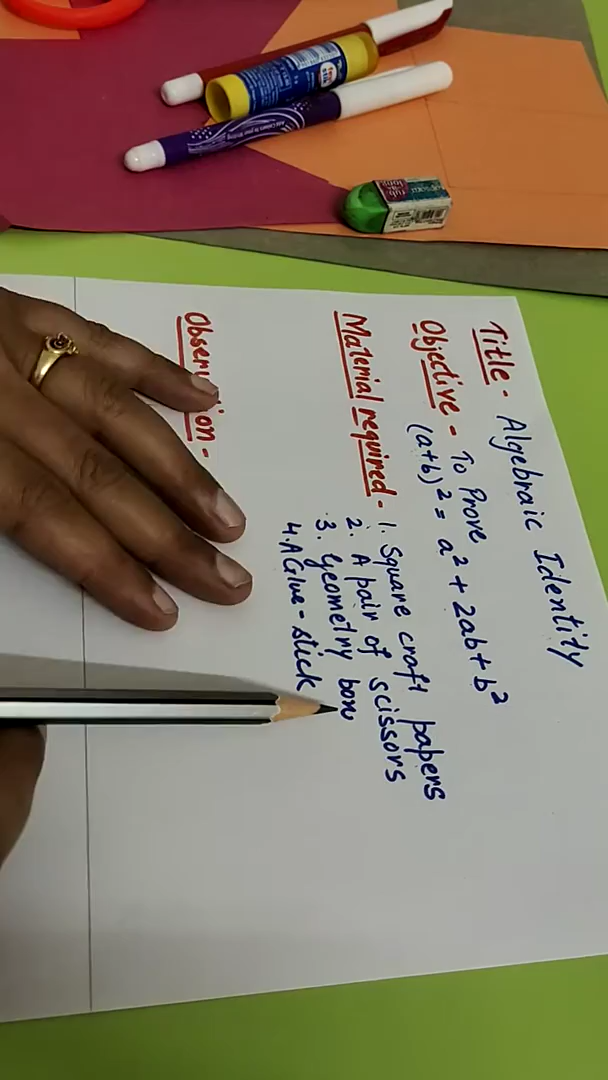 Title - Algebraic Identity
Objective - To Prove
(a+b)² = a² + 2ab + b²
Material required - 1. Square craft papers
2. A pair of scissors
3. Geometry box
4. A Glue-stick